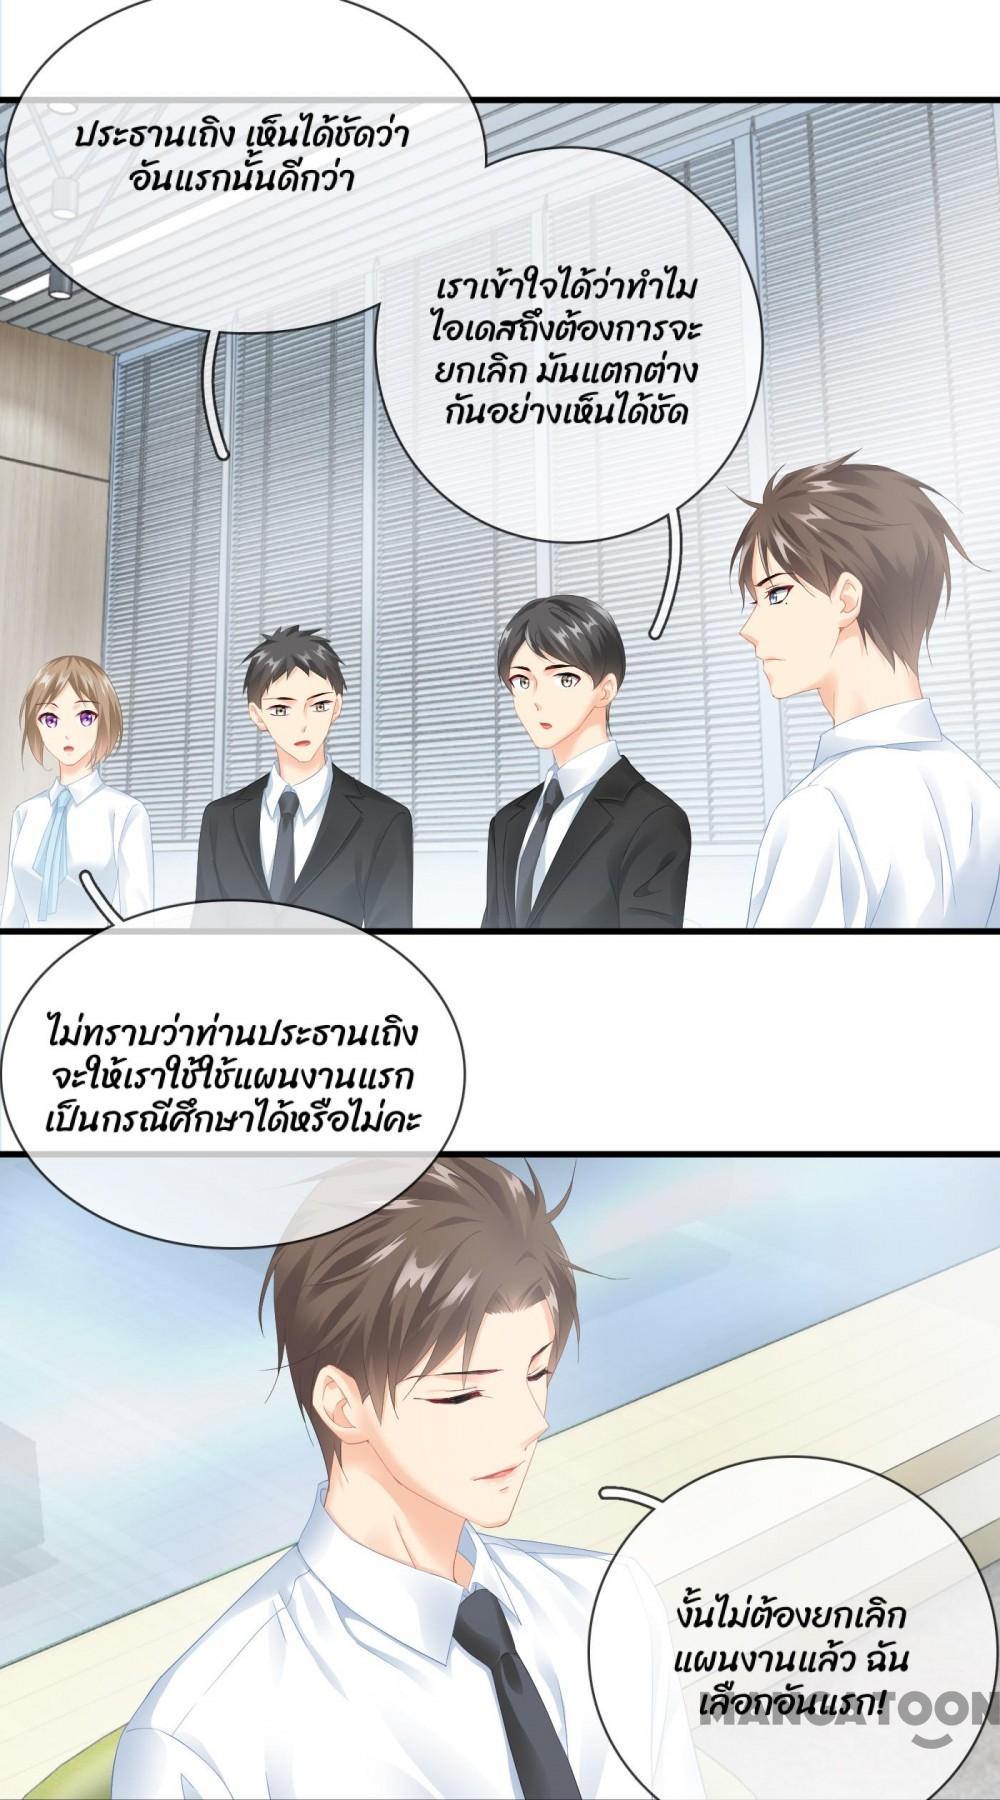 ประธานเถิง เห็นได้ชัดว่า
อันแรกนั้นดีกว่า
เราเข้าใจได้ว่าทำไม
ไอเดสถึงต้องการจะ
ยกเลิก มันแตกต่าง
กันอย่างเห็นได้ชัด
ไม่ทราบว่าท่านประธานเถิง
จะให้เราใช้ใช้แผนงานแรก
เป็นกรณีศึกษาได้หรือไม่คะ
งั้นไม่ต้องยกเลิก
แผนงานแล้ว ฉัน
เลือกอันแรก!
MANGATOON